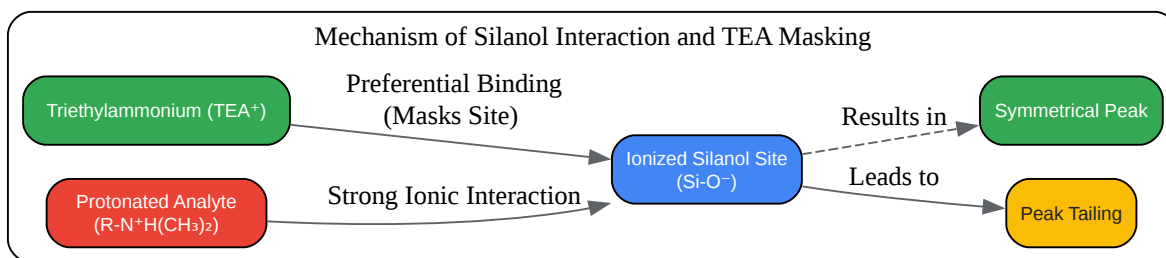 Mechanism of Silanol Interaction and TEA Masking
Triethylammonium (TEA⁺)
Preferential Binding
(Masks Site)
Protonated Analyte
(R-N⁺H(CH₃)₂)
Strong Ionic Interaction
Ionized Silanol Site
(Si-O⁻)
Results in
Symmetrical Peak
Leads to
Peak Tailing